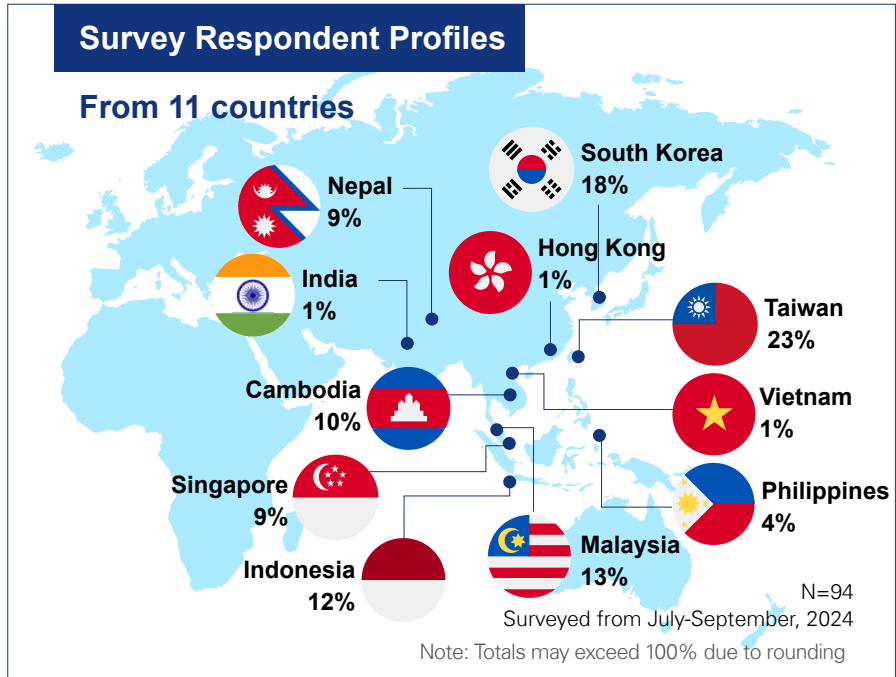 Survey Respondent Profiles
From 11 countries
South Korea
18%
Nepal
9%
Hong Kong
1%
India
1%
Taiwan
23%
Cambodia
10%
Vietnam
1%
Singapore
9%
Philippines
4%
Malaysia
13%
Indonesia
12%
N=94
Surveyed from July-September, 2024
Note: Totals may exceed 100% due to rounding